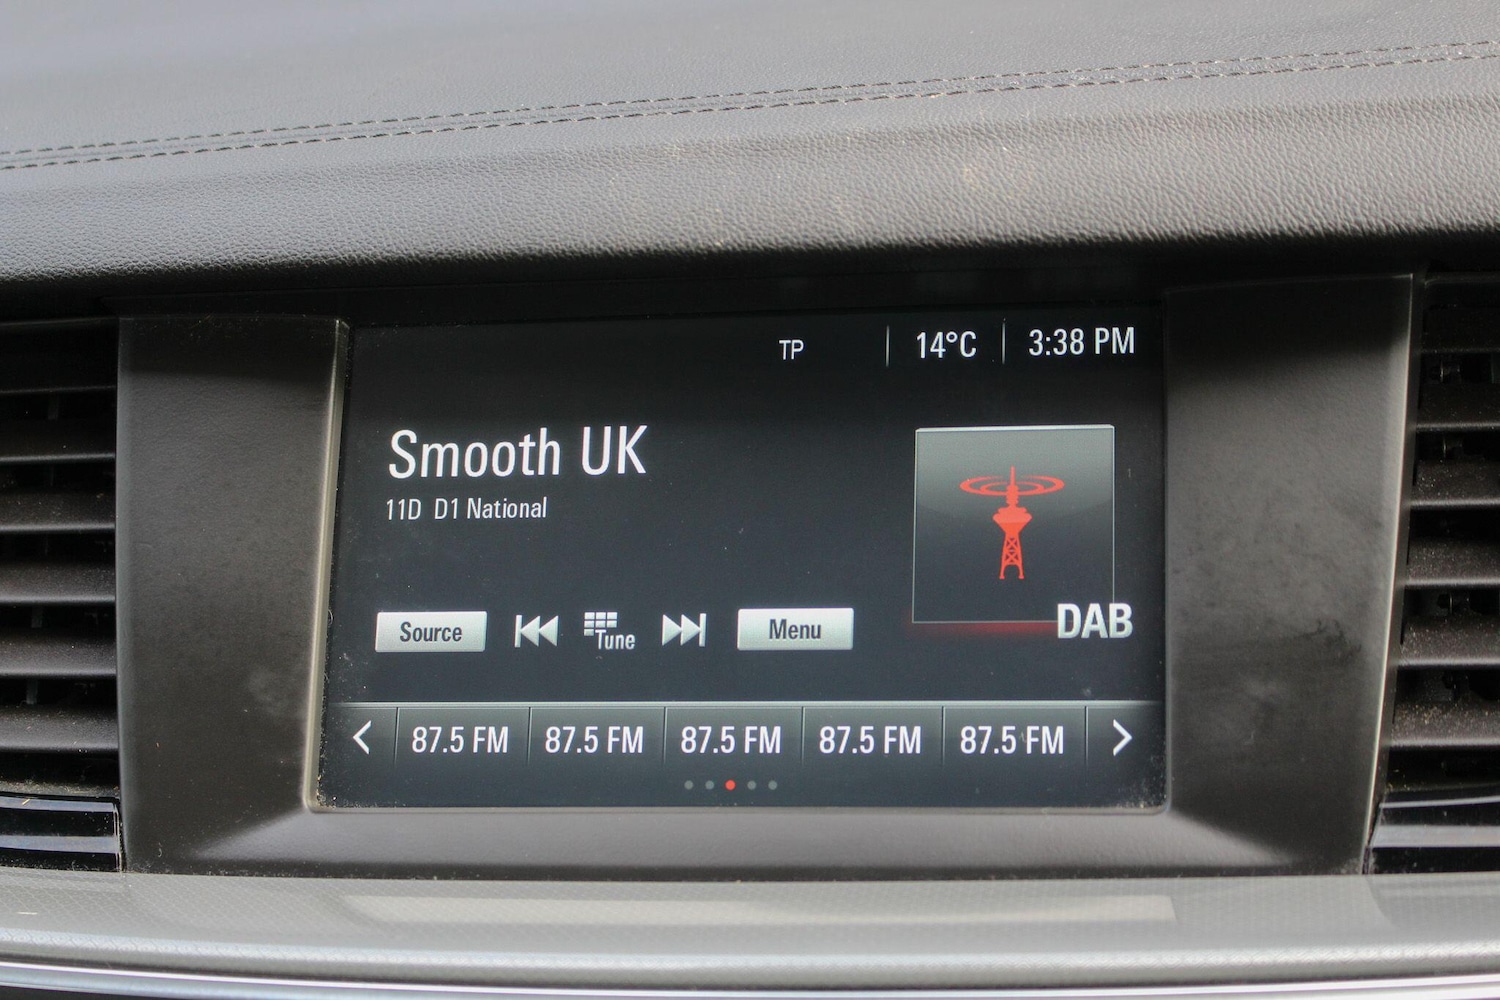 TP 14°C 3:38 PM
Smooth UK
11D D1 National
DAB
Source Tune Menu
87.5 FM 87.5 FM 87.5 FM 87.5 FM 87.5 FM